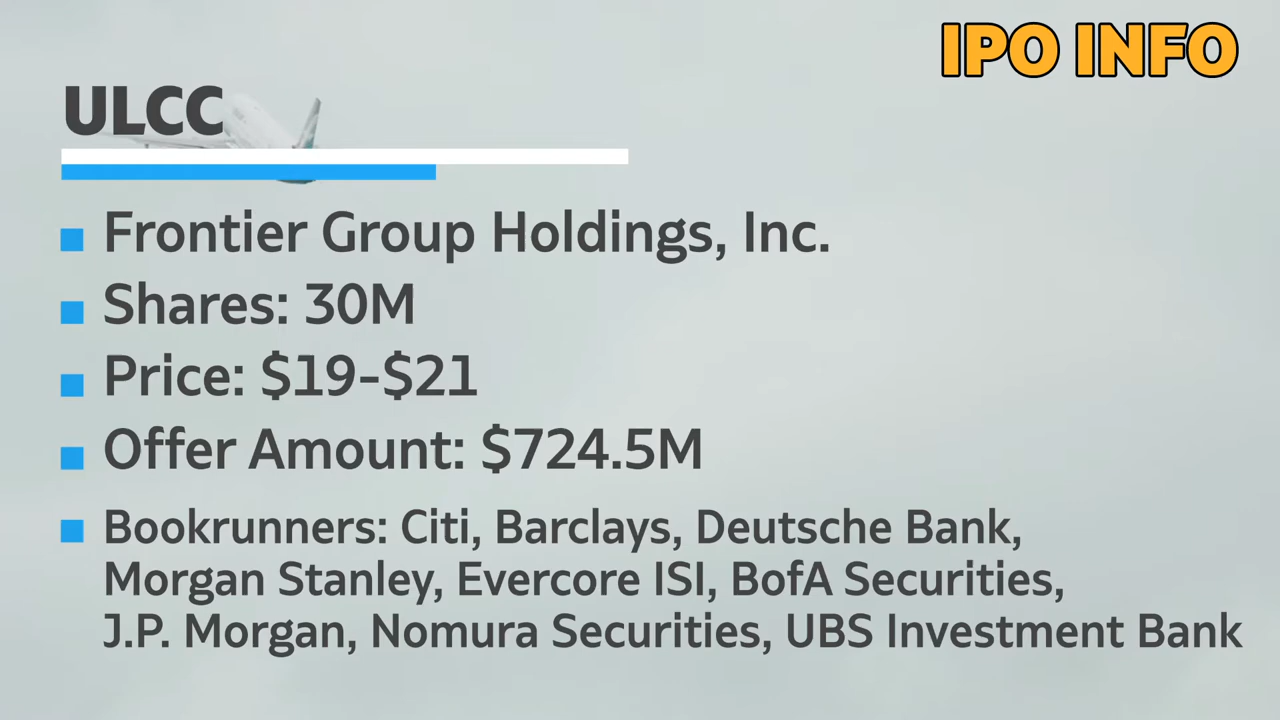 IPO INFO
ULCC
Frontier Group Holdings, Inc.
Shares: 30M
Price: $19-$21
Offer Amount: $724.5M
Bookrunners: Citi, Barclays, Deutsche Bank,
Morgan Stanley, Evercore ISI, BofA Securities,
J.P. Morgan, Nomura Securities, UBS Investment Bank